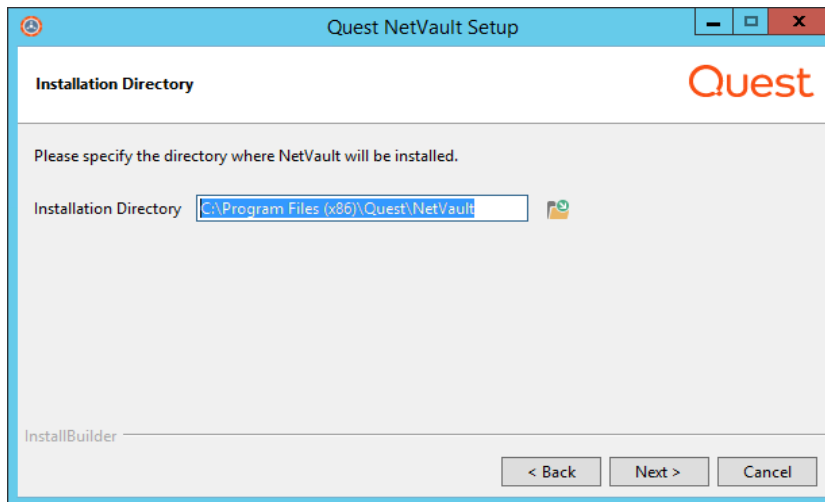 Quest NetVault Setup
Installation Directory
Quest
Please specify the directory where NetVault will be installed.
Installation Directory C:\Program Files (x86)\Quest\NetVault
InstallBuilder
< Back Next > Cancel